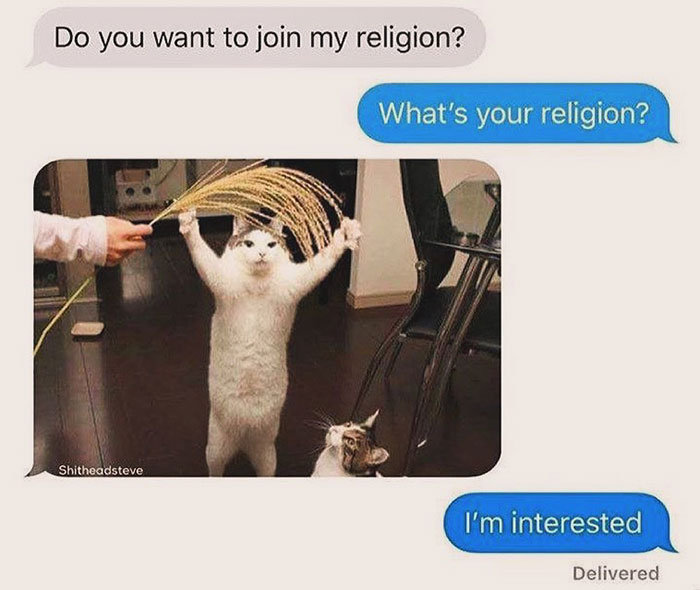 Do you want to join my religion?
What's your religion?
Shitheadsteve
I'm interested
Delivered